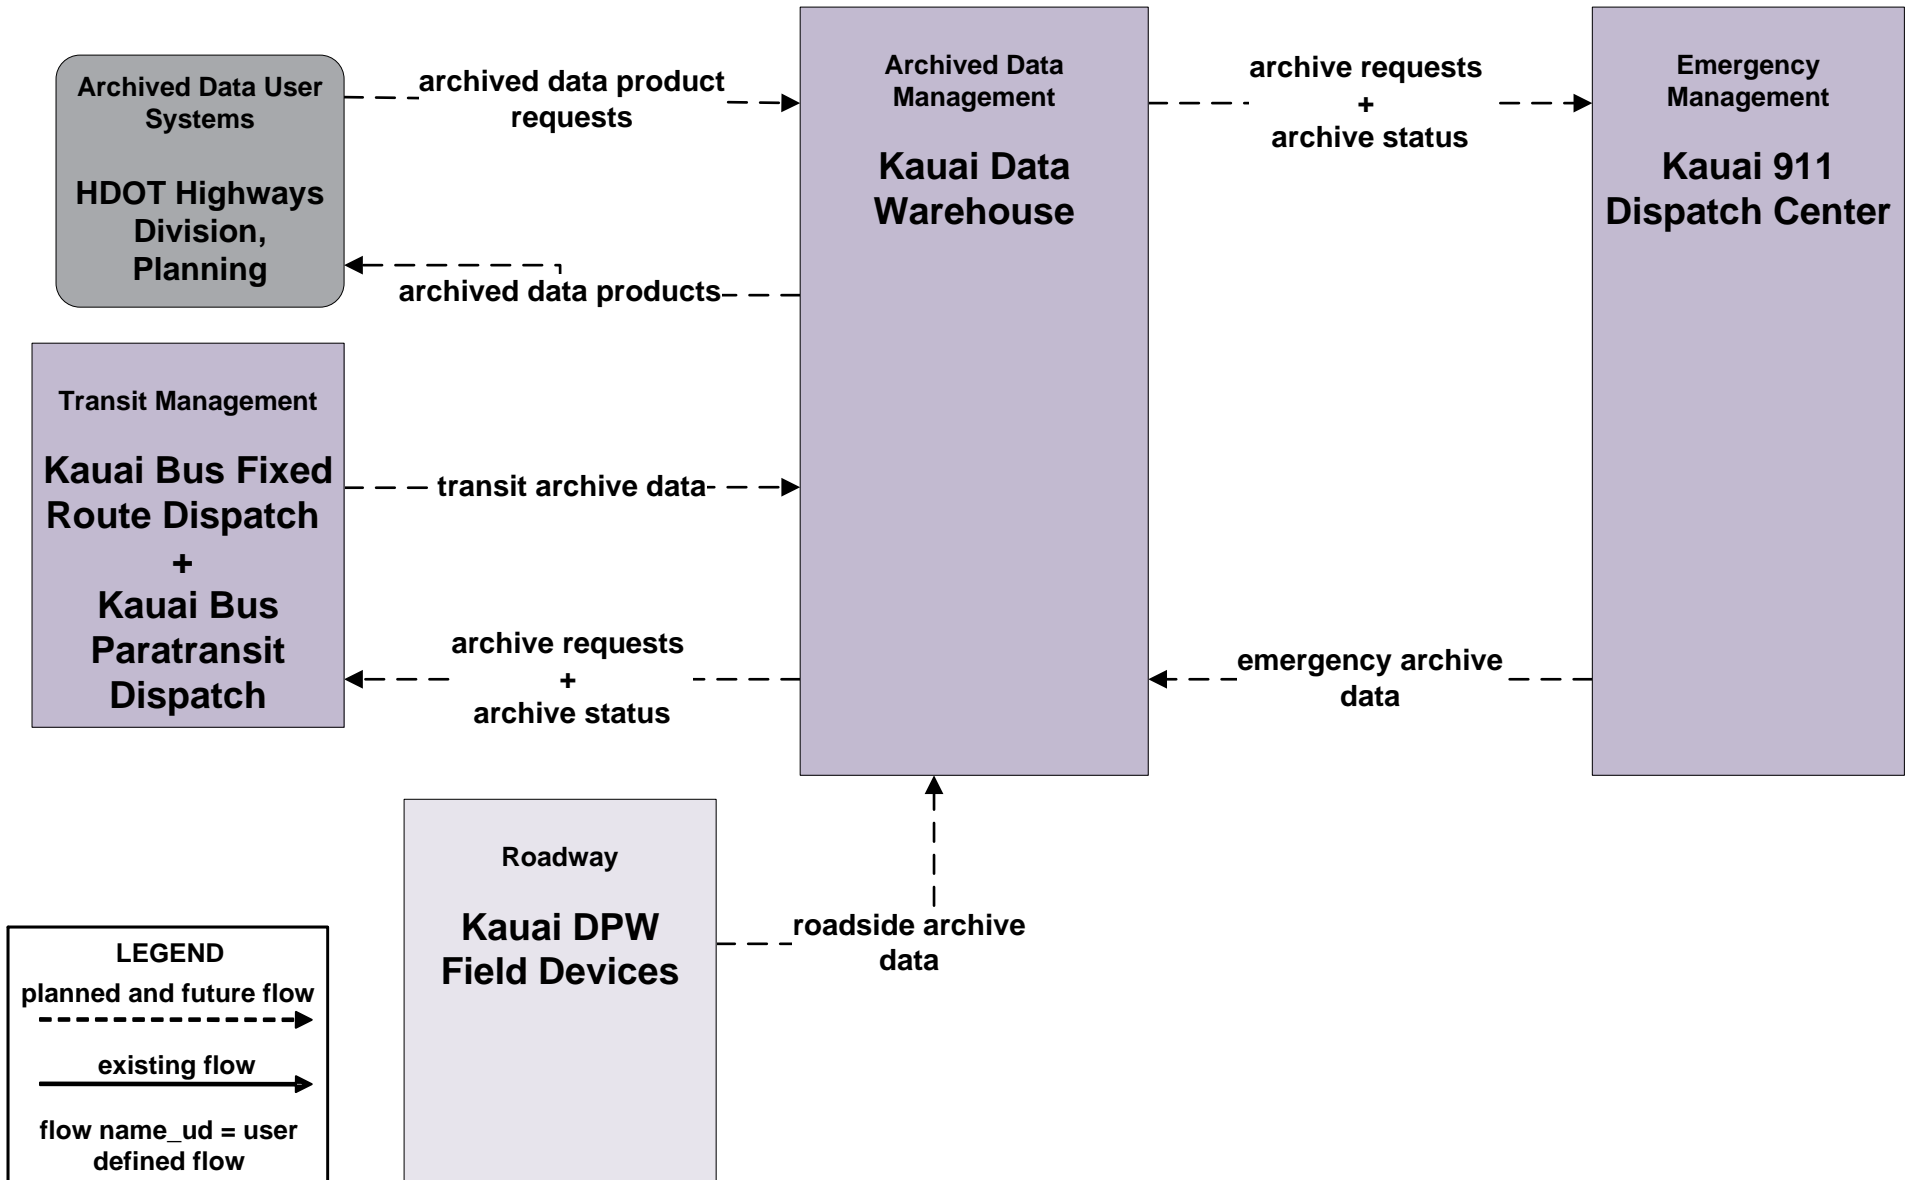 Archived Data User
Systems
HDOT Highways
Division,
Planning
archived data product
requests
archived data products
Archived Data
Management
Kauai Data
Warehouse
archive requests
+
archive status
Emergency
Management
Kauai 911
Dispatch Center
Transit Management
Kauai Bus Fixed
Route Dispatch
+
Kauai Bus
Paratransit
Dispatch
transit archive data
archive requests
+
archive status
emergency archive
data
Roadway
Kauai DPW
Field Devices
roadside archive
data
LEGEND
planned and future flow
existing flow
flow name_ud = user
defined flow